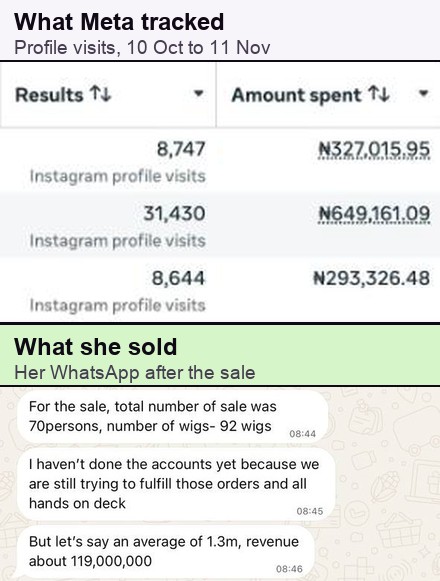 What Meta tracked
Profile visits, 10 Oct to 11 Nov
Results ↑↓ Amount spent ↑↓
8,747 ₦327,015.95
Instagram profile visits
31,430 ₦649,161.09
Instagram profile visits
8,644 ₦293,326.48
Instagram profile visits
What she sold
Her WhatsApp after the sale
For the sale, total number of sale was
70persons, number of wigs- 92 wigs
08:44
I haven’t done the accounts yet because we
are still trying to fulfill those orders and all
hands on deck
08:45
But let’s say an average of 1.3m, revenue
about 119,000,000
08:46